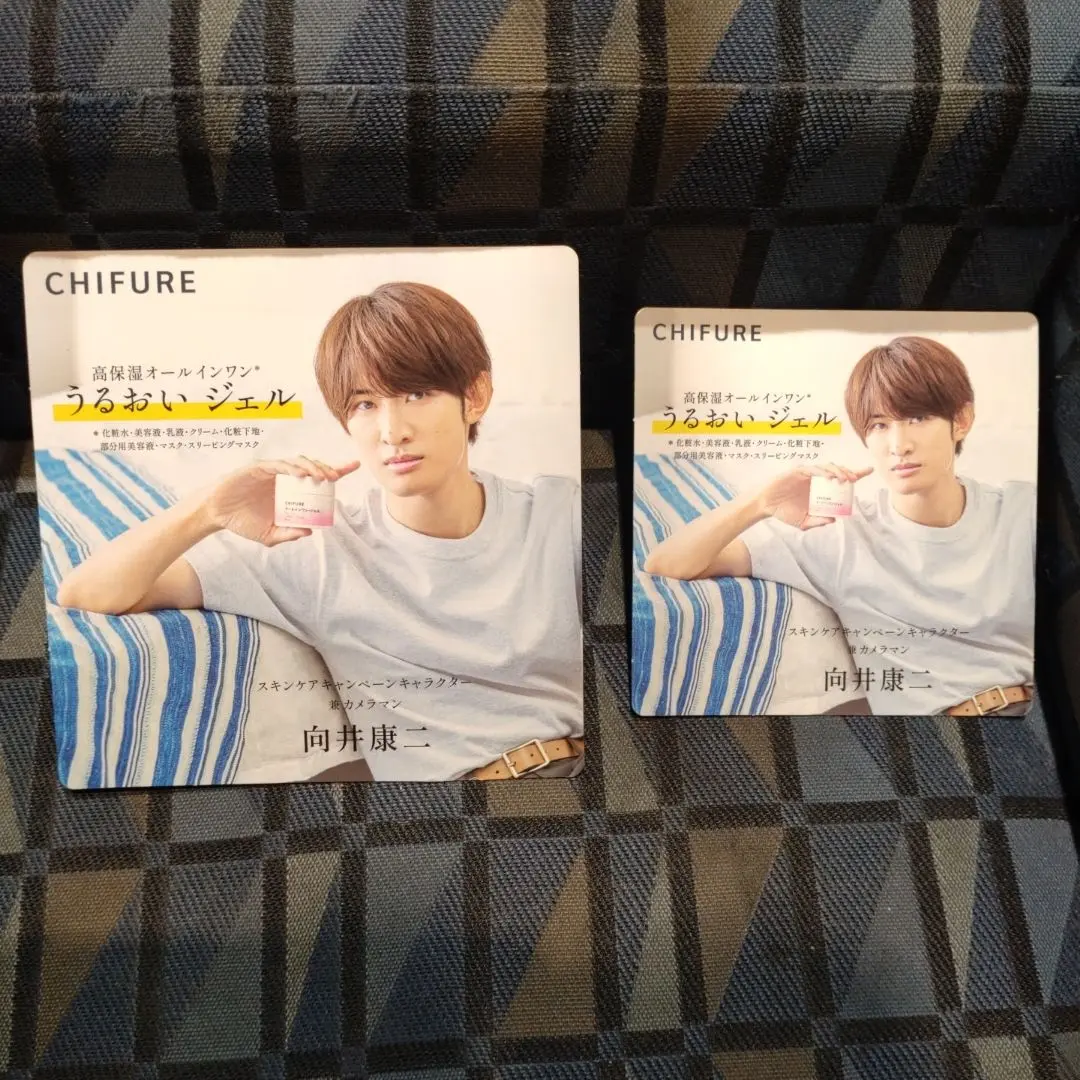 CHIFURE
高保湿オールインワン*
うるおい ジェル
*化粧水・美容液・乳液・クリーム・化粧下地・
部分用美容液・マスク・スリーピングマスク
CHIFURE
スキンケアキャンペーンキャラクター
兼 カメラマン
向井康二
CHIFURE
高保湿オールインワン*
うるおい ジェル
*化粧水・美容液・乳液・クリーム・化粧下地・
部分用美容液・マスク・スリーピングマスク
CHIFURE
スキンケアキャンペーンキャラクター
兼 カメラマン
向井康二